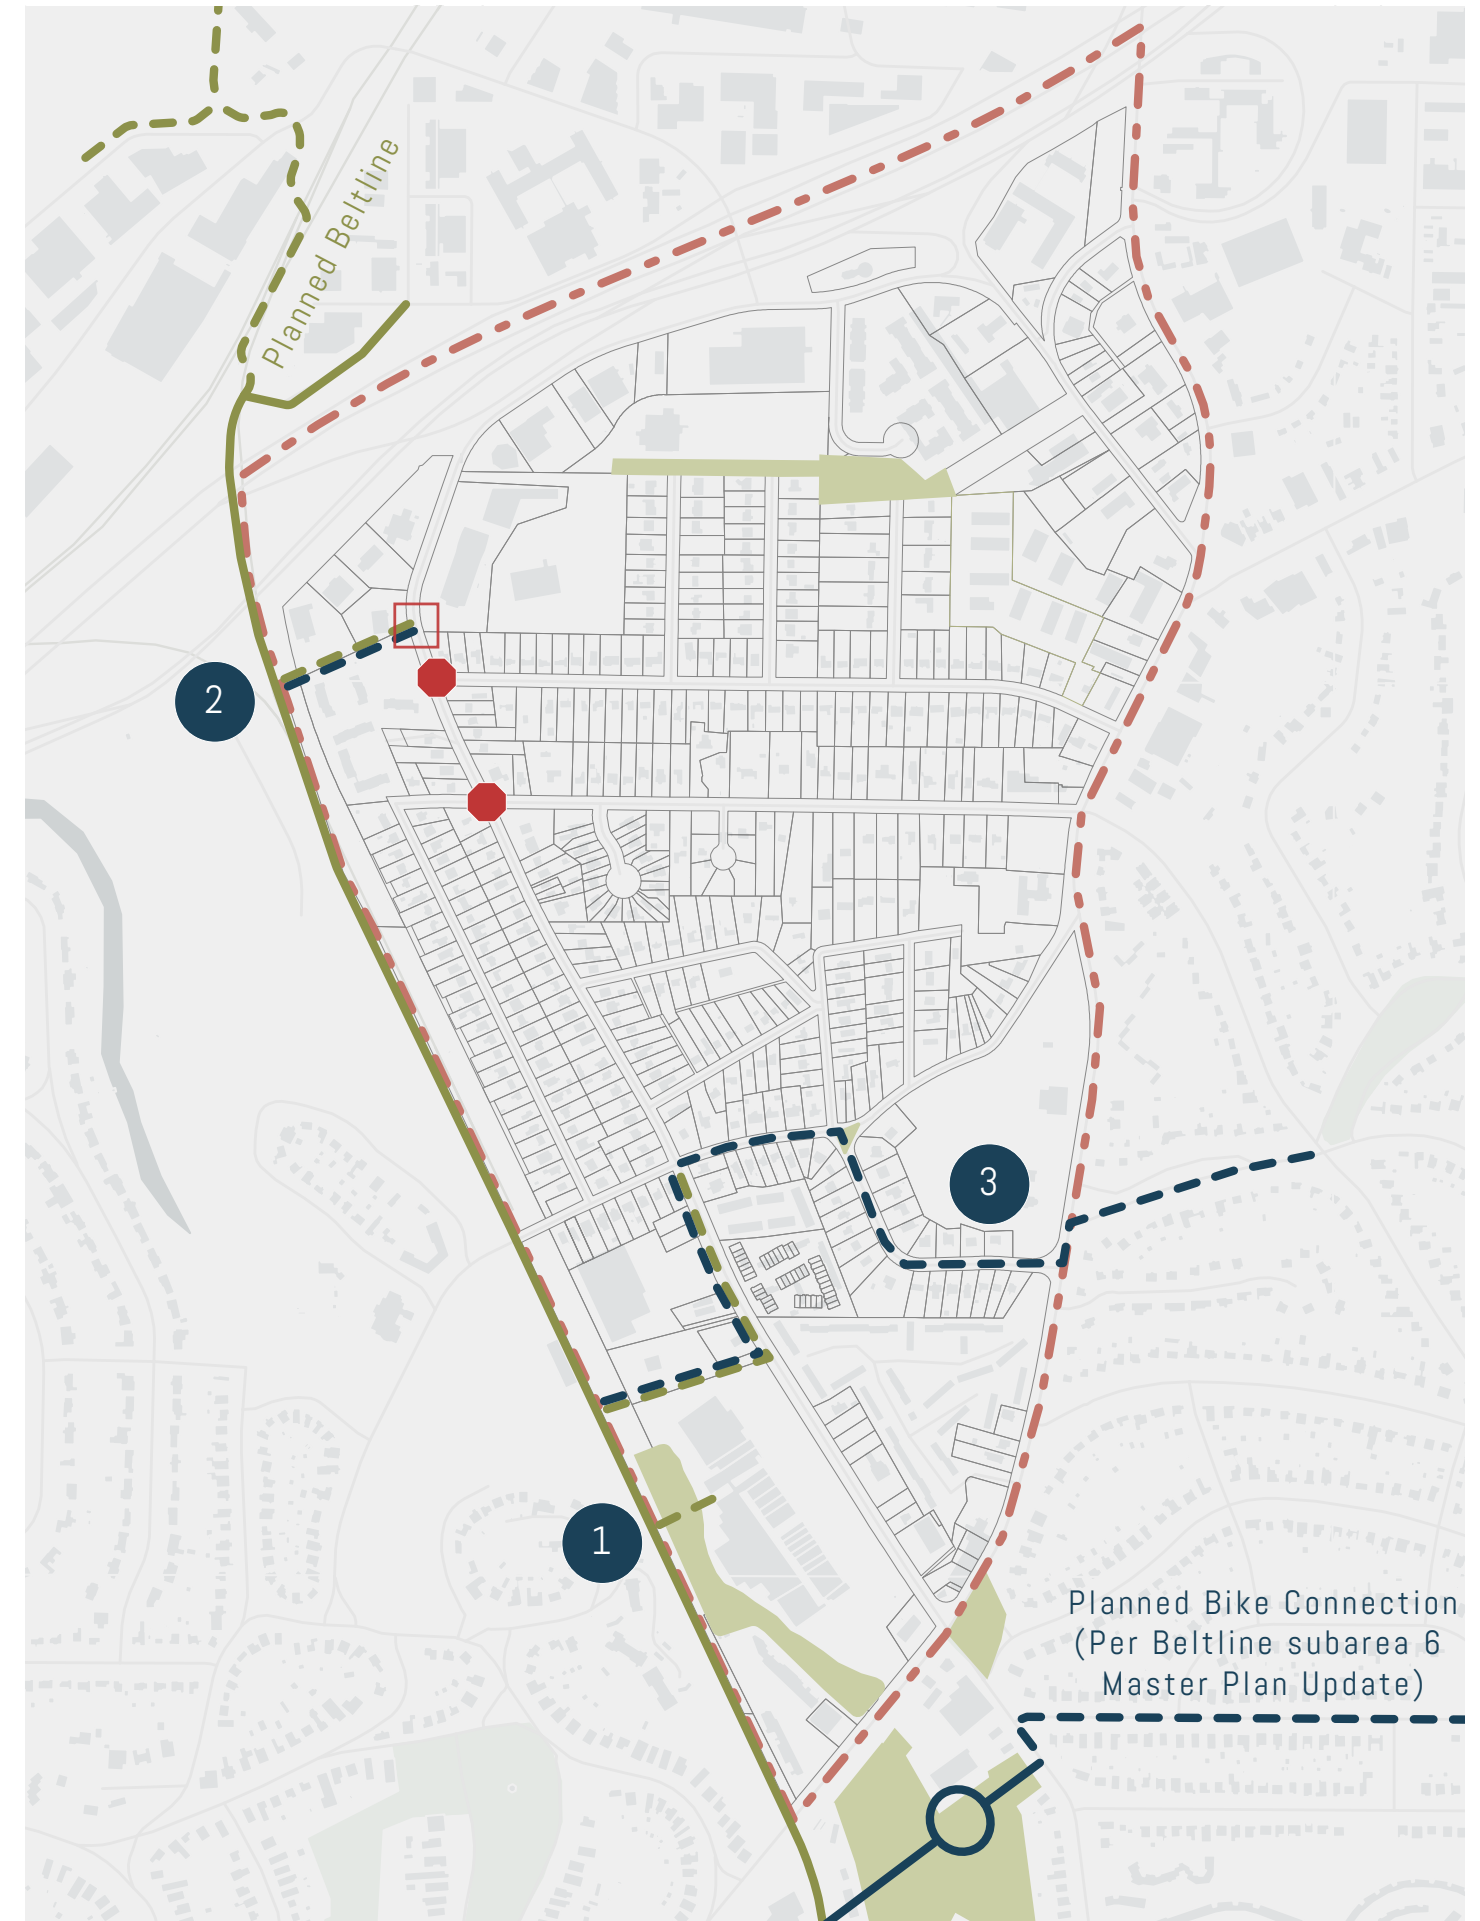 Planned Beltline
2
3
1
Planned Bike Connection
(Per Beltline subarea 6
Master Plan Update)